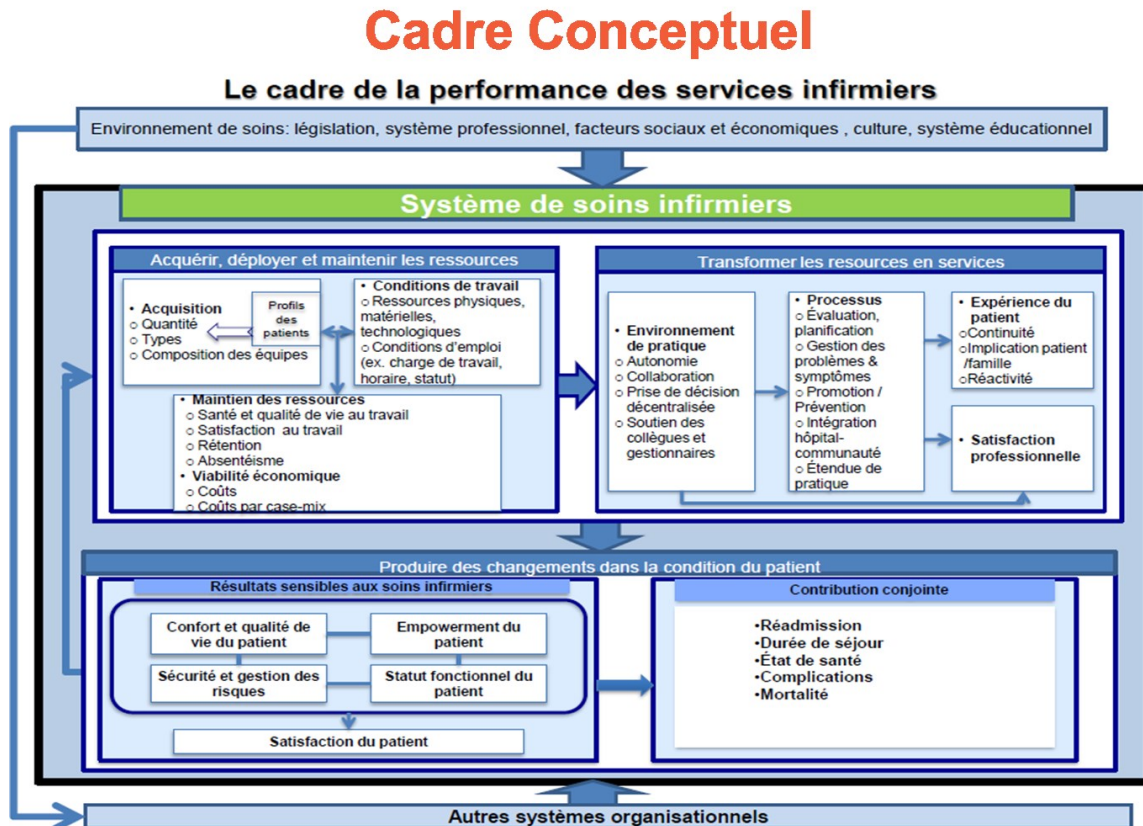 Cadre Conceptuel
Le cadre de la performance des services infirmiers
Environnement de soins: législation, système professionnel, facteurs sociaux et économiques , culture, système éducationnel
Système de soins infirmiers
Acquérir, déployer et maintenir les ressources
• Acquisition
o Quantité
o Types
o Composition des équipes
Profils
des
patients
• Conditions de travail
o Ressources physiques,
matérielles,
technologiques
o Conditions d'emploi
(ex. charge de travail,
horaire, statut)
• Maintien des ressources
o Santé et qualité de vie au travail
o Satisfaction au travail
o Rétention
o Absentéisme
• Viabilité économique
o Coûts
o Coûts par case-mix
Transformer les resources en services
• Environnement
de pratique
o Autonomie
o Collaboration
o Prise de décision
décentralisée
o Soutien des
collègues et
gestionnaires
• Processus
o Évaluation,
planification
o Gestion des
problèmes &
symptômes
o Promotion /
Prévention
o Intégration
hôpital-
communauté
o Étendue de
pratique
• Expérience du
patient
o Continuité
o Implication patient
/famille
o Réactivité
• Satisfaction
professionnelle
Produire des changements dans la condition du patient
Résultats sensibles aux soins infirmiers
Confort et qualité de
vie du patient
Empowerment du
patient
Sécurité et gestion des
risques
Statut fonctionnel du
patient
Satisfaction du patient
Contribution conjointe
•Réadmission
•Durée de séjour
•État de santé
•Complications
•Mortalité
Autres systèmes organisationnels